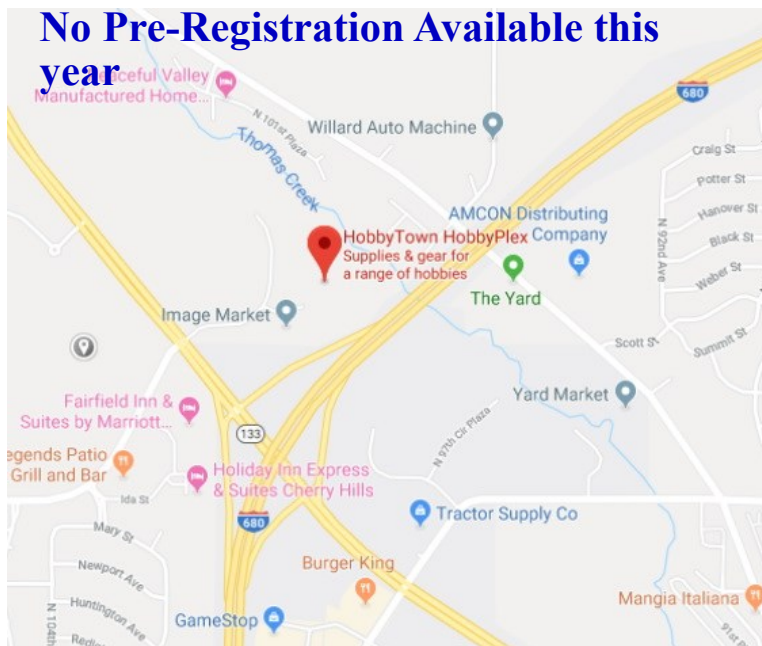 No Pre-Registration Available this
year
Peaceful Valley
Manufactured Home...
N 101st Plaza
680
Willard Auto Machine
Thomas Creek
Craig St
Potter St
Hanover St
Black St
Weber St
Summit St
N 92nd Ave
AMCON Distributing
Company
HobbyTown HobbyPlex
Supplies & gear for
a range of hobbies
The Yard
Image Market
Scott St
Fairfield Inn &
Suites by Marriott...
Yard Market
133
N 97th Cir Plaza
egends Patio
Grill and Bar
Holiday Inn Express
& Suites Cherry Hills
Ida St
680
Tractor Supply Co
Mary St
Newport Ave
Burger King
Huntington Ave
N 104th
Mangia Italiana
GameStop
91st P